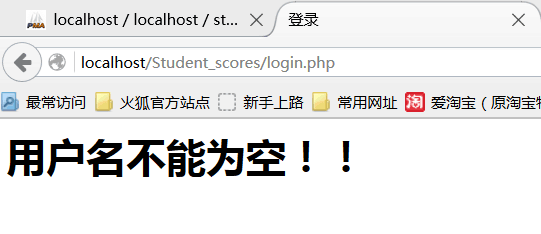 localhost / localhost / st...
登录
localhost/Student_scores/login.php
最常访问 火狐官方站点 新手上路 常用网址 淘 爱淘宝（原淘宝特
用户名不能为空！！